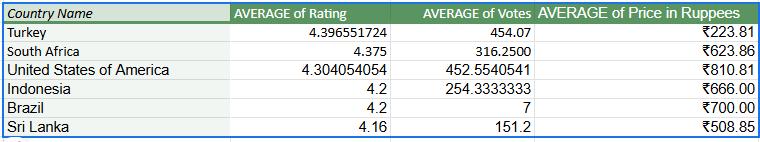 Country Name AVERAGE of Rating AVERAGE of Votes AVERAGE of Price in Ruppees
Turkey 4.396551724 454.07 ₹223.81
South Africa 4.375 316.2500 ₹623.86
United States of America 4.304054054 452.5540541 ₹810.81
Indonesia 4.2 254.3333333 ₹666.00
Brazil 4.2 7 ₹700.00
Sri Lanka 4.16 151.2 ₹508.85